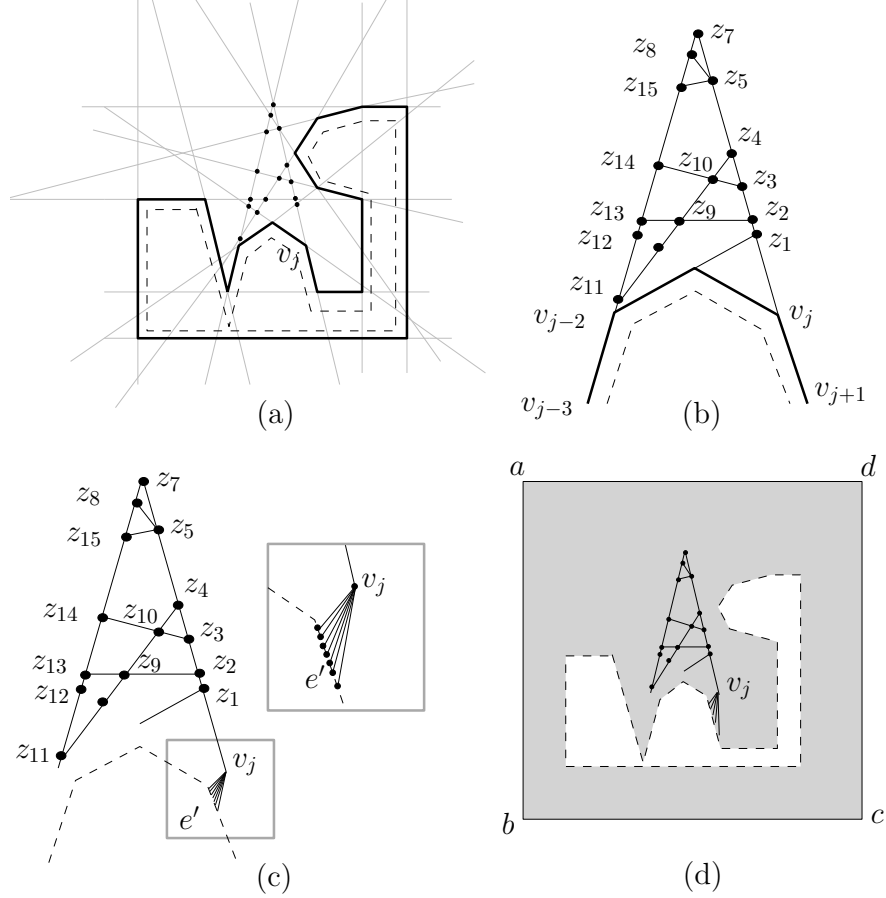 v_j
(a)
z_7
z_8
z_15
z_5
z_4
z_14
z_10
z_3
z_13
z_9
z_2
z_12
z_1
z_11
v_{j-2}
v_j
v_{j-3}
v_{j+1}
(b)
z_7
z_8
z_15
z_5
z_4
z_14
z_10
z_3
z_13
z_9
z_2
z_12
z_1
z_11
v_j
e'
v_j
e'
(c)
a
d
v_j
b
c
(d)